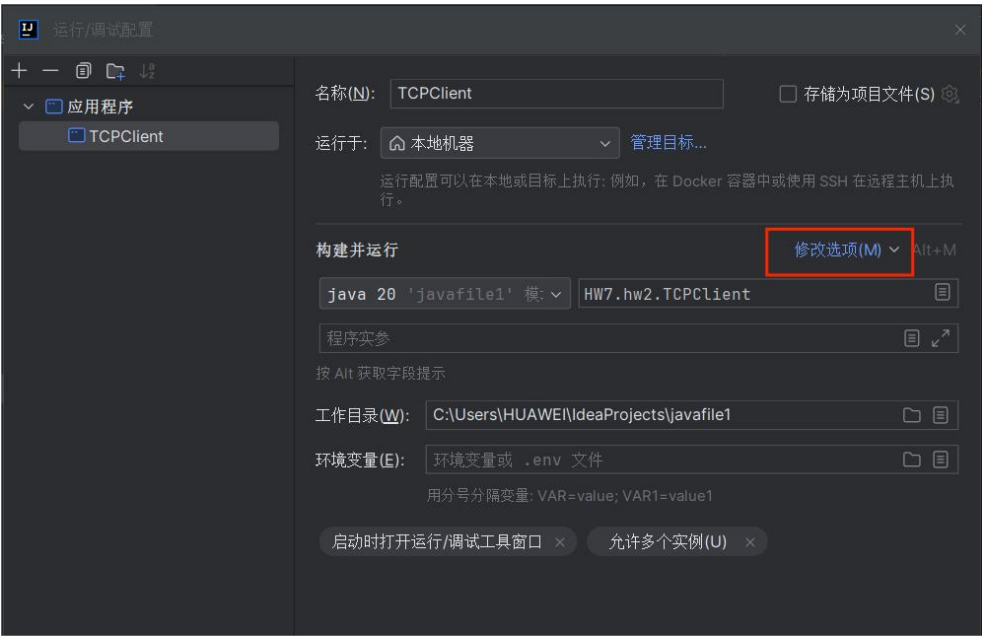 运行/调试配置
应用程序
TCPClient
名称(N): TCPClient 存储为项目文件(S)
运行于: 本地机器 管理目标...
运行配置可以在本地或目标上执行: 例如，在 Docker 容器中或使用 SSH 在远程主机上执
行。
构建并运行 修改选项(M) Alt+M
java 20 'javafile1' 模 HW7.hw2.TCPClient
程序实参
按 Alt 获取字段提示
工作目录(W): C:\Users\HUAWEI\IdeaProjects\javafile1
环境变量(E): 环境变量或 .env 文件
用分号分隔变量: VAR=value; VAR1=value1
启动时打开运行/调试工具窗口 × 允许多个实例(U) ×